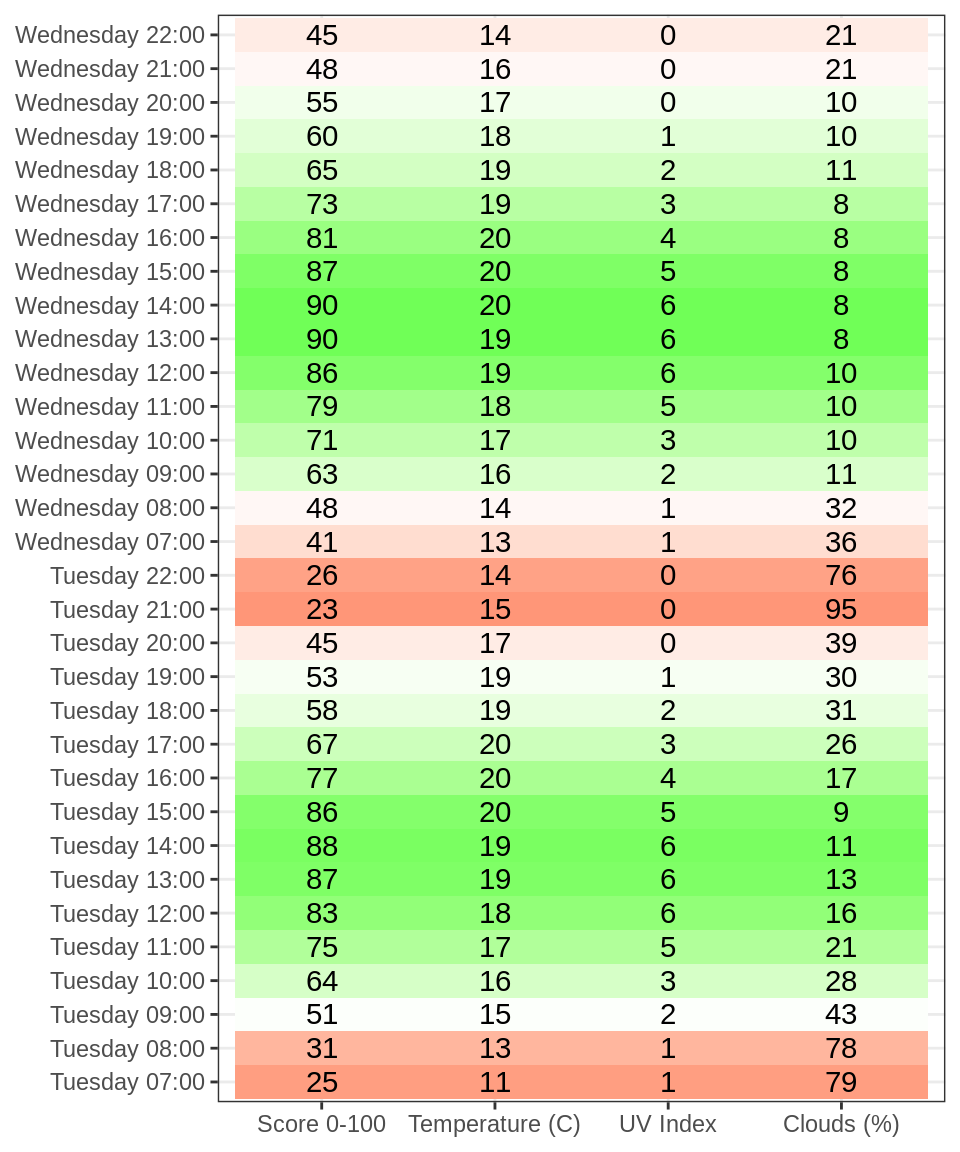 Wednesday 22:00 45 14 0 21
Wednesday 21:00 48 16 0 21
Wednesday 20:00 55 17 0 10
Wednesday 19:00 60 18 1 10
Wednesday 18:00 65 19 2 11
Wednesday 17:00 73 19 3 8
Wednesday 16:00 81 20 4 8
Wednesday 15:00 87 20 5 8
Wednesday 14:00 90 20 6 8
Wednesday 13:00 90 19 6 8
Wednesday 12:00 86 19 6 10
Wednesday 11:00 79 18 5 10
Wednesday 10:00 71 17 3 10
Wednesday 09:00 63 16 2 11
Wednesday 08:00 48 14 1 32
Wednesday 07:00 41 13 1 36
Tuesday 22:00 26 14 0 76
Tuesday 21:00 23 15 0 95
Tuesday 20:00 45 17 0 39
Tuesday 19:00 53 19 1 30
Tuesday 18:00 58 19 2 31
Tuesday 17:00 67 20 3 26
Tuesday 16:00 77 20 4 17
Tuesday 15:00 86 20 5 9
Tuesday 14:00 88 19 6 11
Tuesday 13:00 87 19 6 13
Tuesday 12:00 83 18 6 16
Tuesday 11:00 75 17 5 21
Tuesday 10:00 64 16 3 28
Tuesday 09:00 51 15 2 43
Tuesday 08:00 31 13 1 78
Tuesday 07:00 25 11 1 79
Score 0-100 Temperature (C) UV Index Clouds (%)